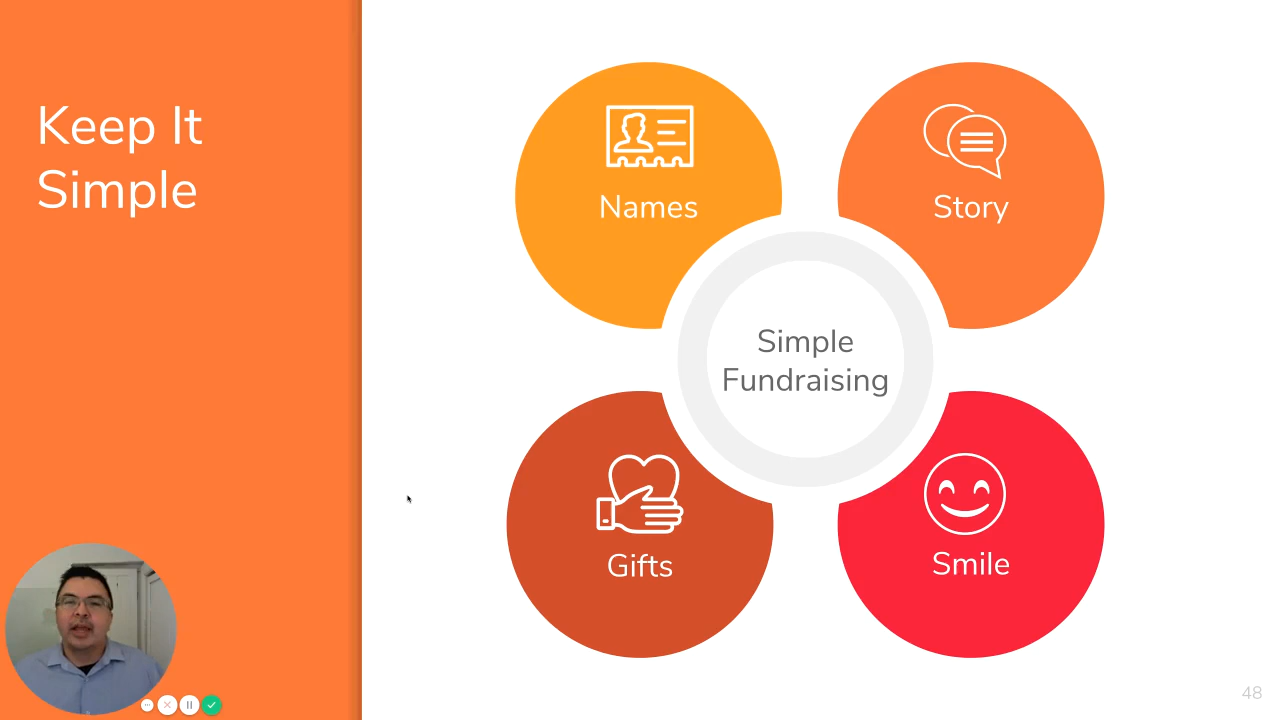 Keep It
Simple
Names
Story
Simple
Fundraising
Gifts
Smile
48